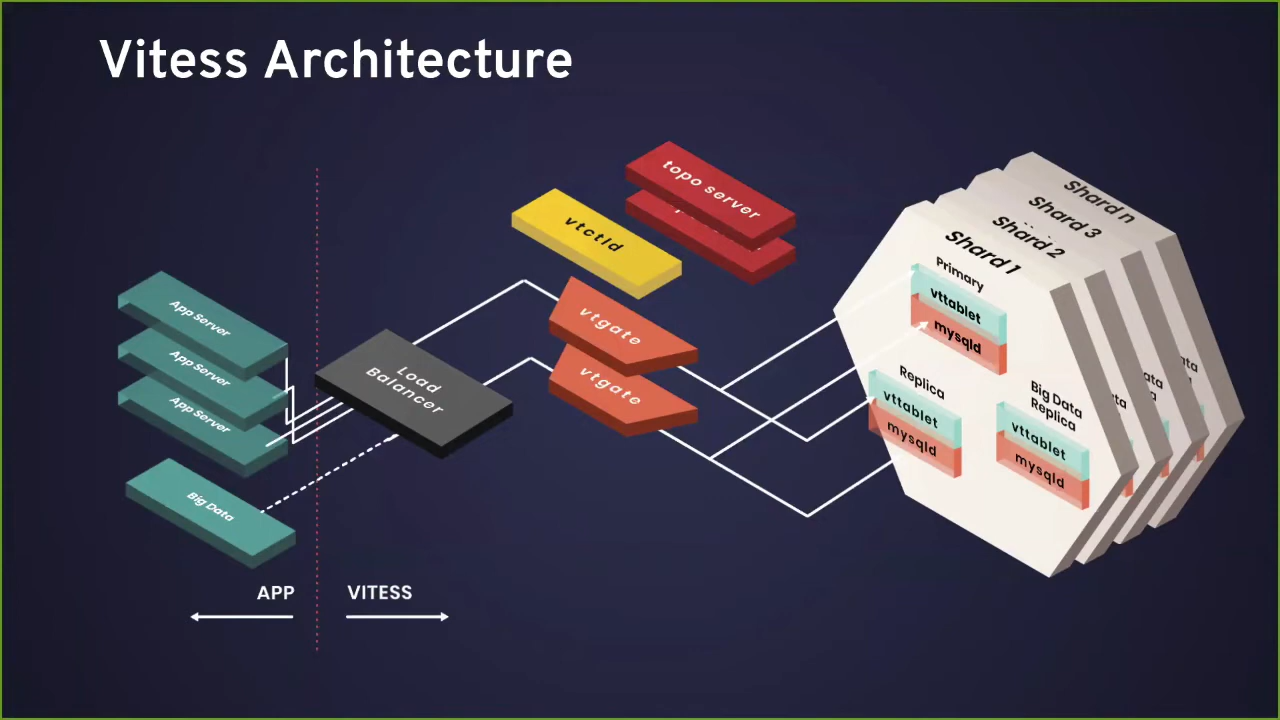 Vitess Architecture
topo server
vtctld
Shard n
Shard 3
Shard 2
Shard 1
Primary
vttablet
mysqld
App Server
App Server
App Server
Load
Balancer
vtgate
vtgate
Replica
vttablet
mysqld
Big Data
Replica
vttablet
mysqld
Big Data
APP
VITESS